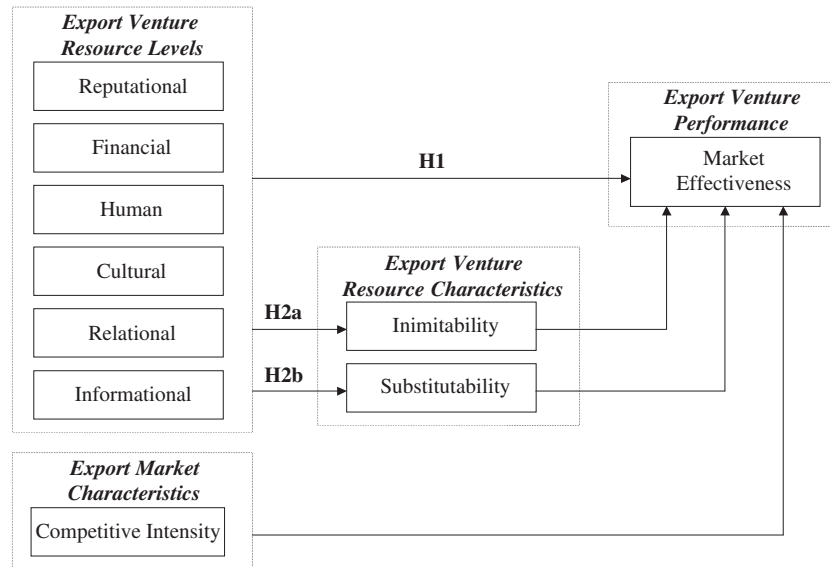 Export Venture
Resource Levels
Reputational
Financial
Human
Cultural
Relational
Informational
H1
H2a
H2b
Export Venture
Resource Characteristics
Inimitability
Substitutability
Export Venture
Performance
Market
Effectiveness
Export Market
Characteristics
Competitive Intensity